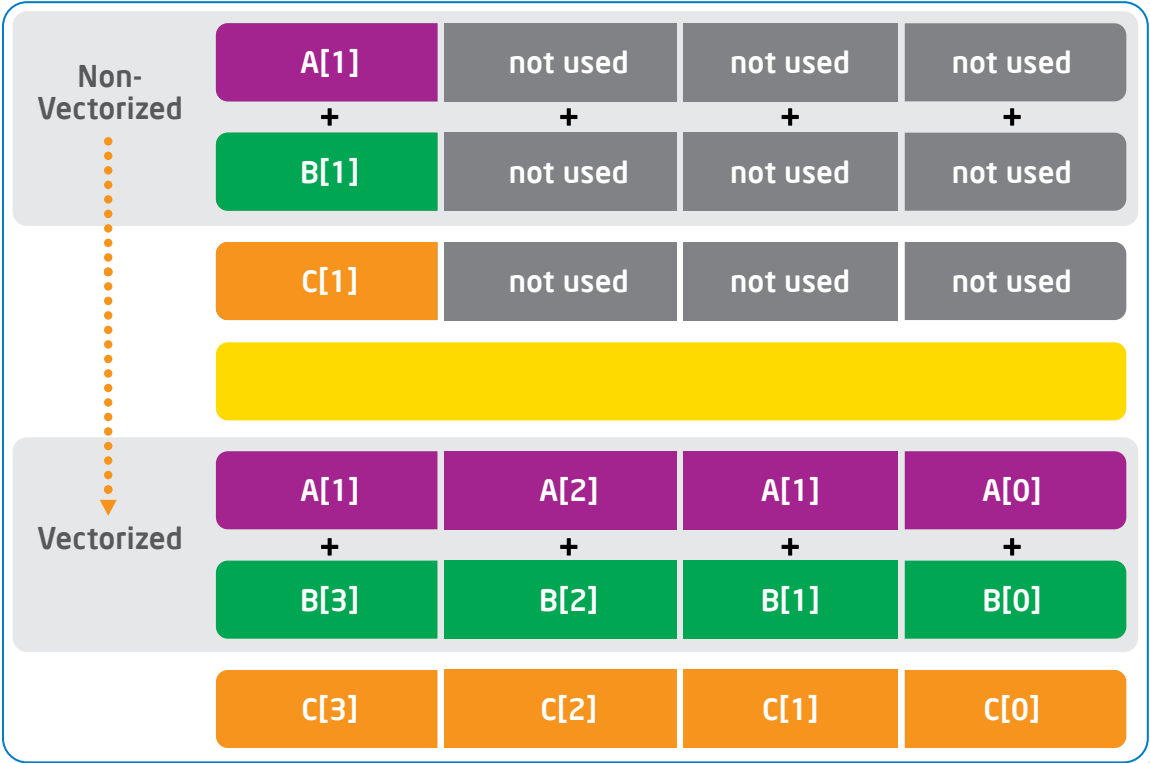 Non-
Vectorized
A[1] not used not used not used
+ + + +
B[1] not used not used not used
C[1] not used not used not used
A[1] A[2] A[1] A[0]
Vectorized
+ + + +
B[3] B[2] B[1] B[0]
C[3] C[2] C[1] C[0]